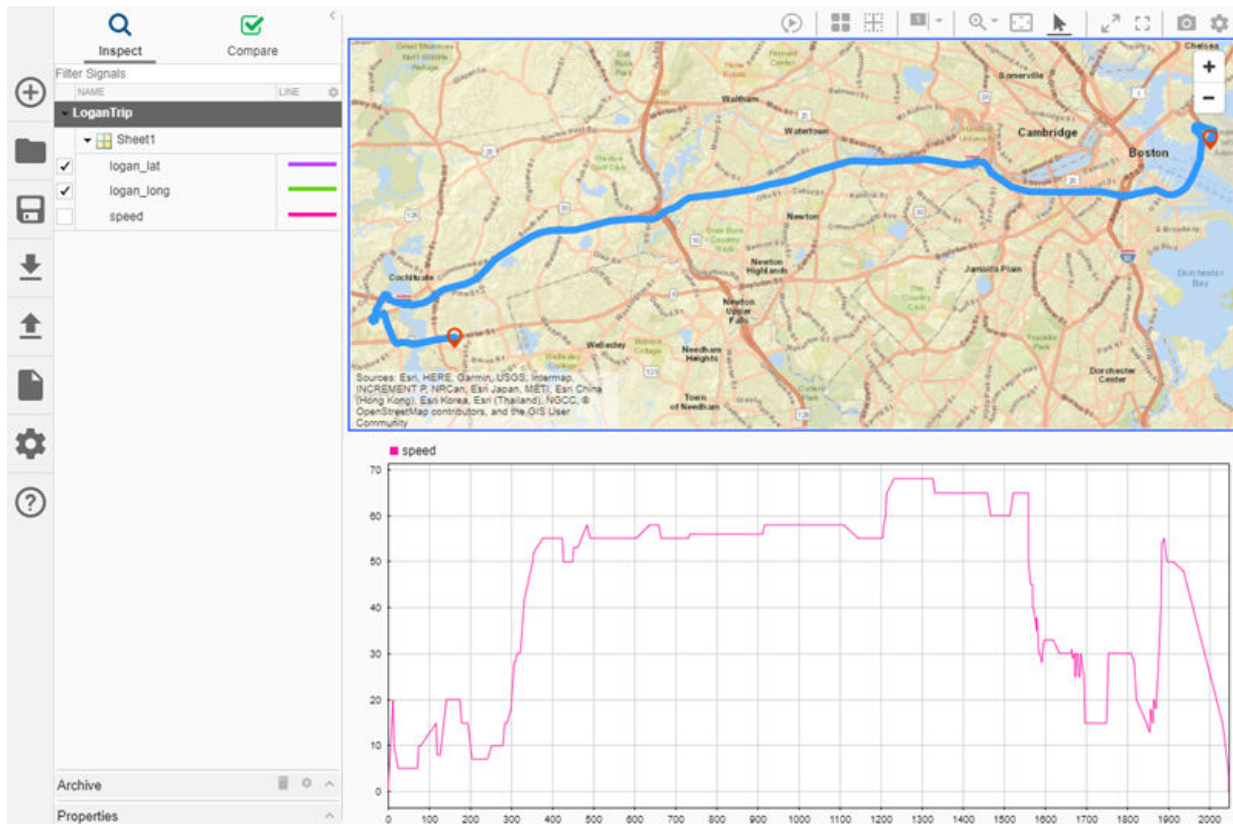 Inspect
Compare
Filter Signals
NAME
LINE
LoganTrip
Sheet1
logan_lat
logan_long
speed
Archive
Properties
Chelsea
Somerville
Waltham
Watertown
Cambridge
Boston
Newton
Newton
Highlands
Jamaica Plain
Cochituate
Newton
Upper
Falls
Wellesley
Needham
Heights
Dorchester
Bay
Dorchester
Center
Town
of Needham
+
−
Sources: Esri, HERE, Garmin, USGS, Intermap,
INCREMENT P, NRCan, Esri Japan, METI, Esri China
(Hong Kong), Esri Korea, Esri (Thailand), NGCC, ©
OpenStreetMap contributors, and the GIS User
Community
speed
70
60
50
40
30
20
10
0
0 100 200 300 400 500 600 700 800 900 1000 1100 1200 1300 1400 1500 1600 1700 1800 1900 2000